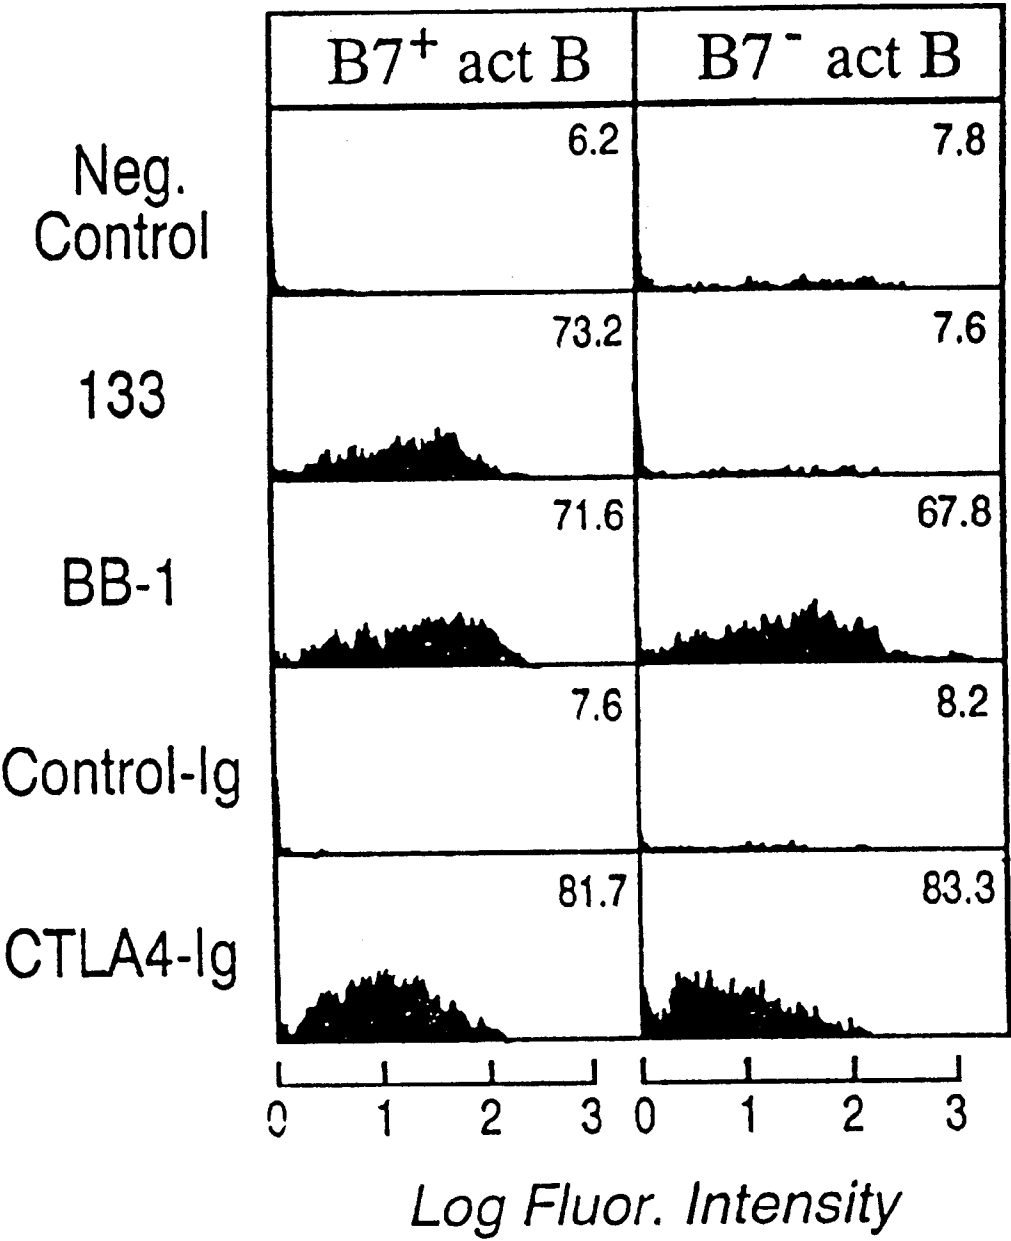 B7+ act B B7- act B
Neg.
Control
6.2 7.8
133
73.2 7.6
BB-1
71.6 67.8
Control-Ig
7.6 8.2
CTLA4-Ig
81.7 83.3
0 1 2 3 0 1 2 3
Log Fluor. Intensity